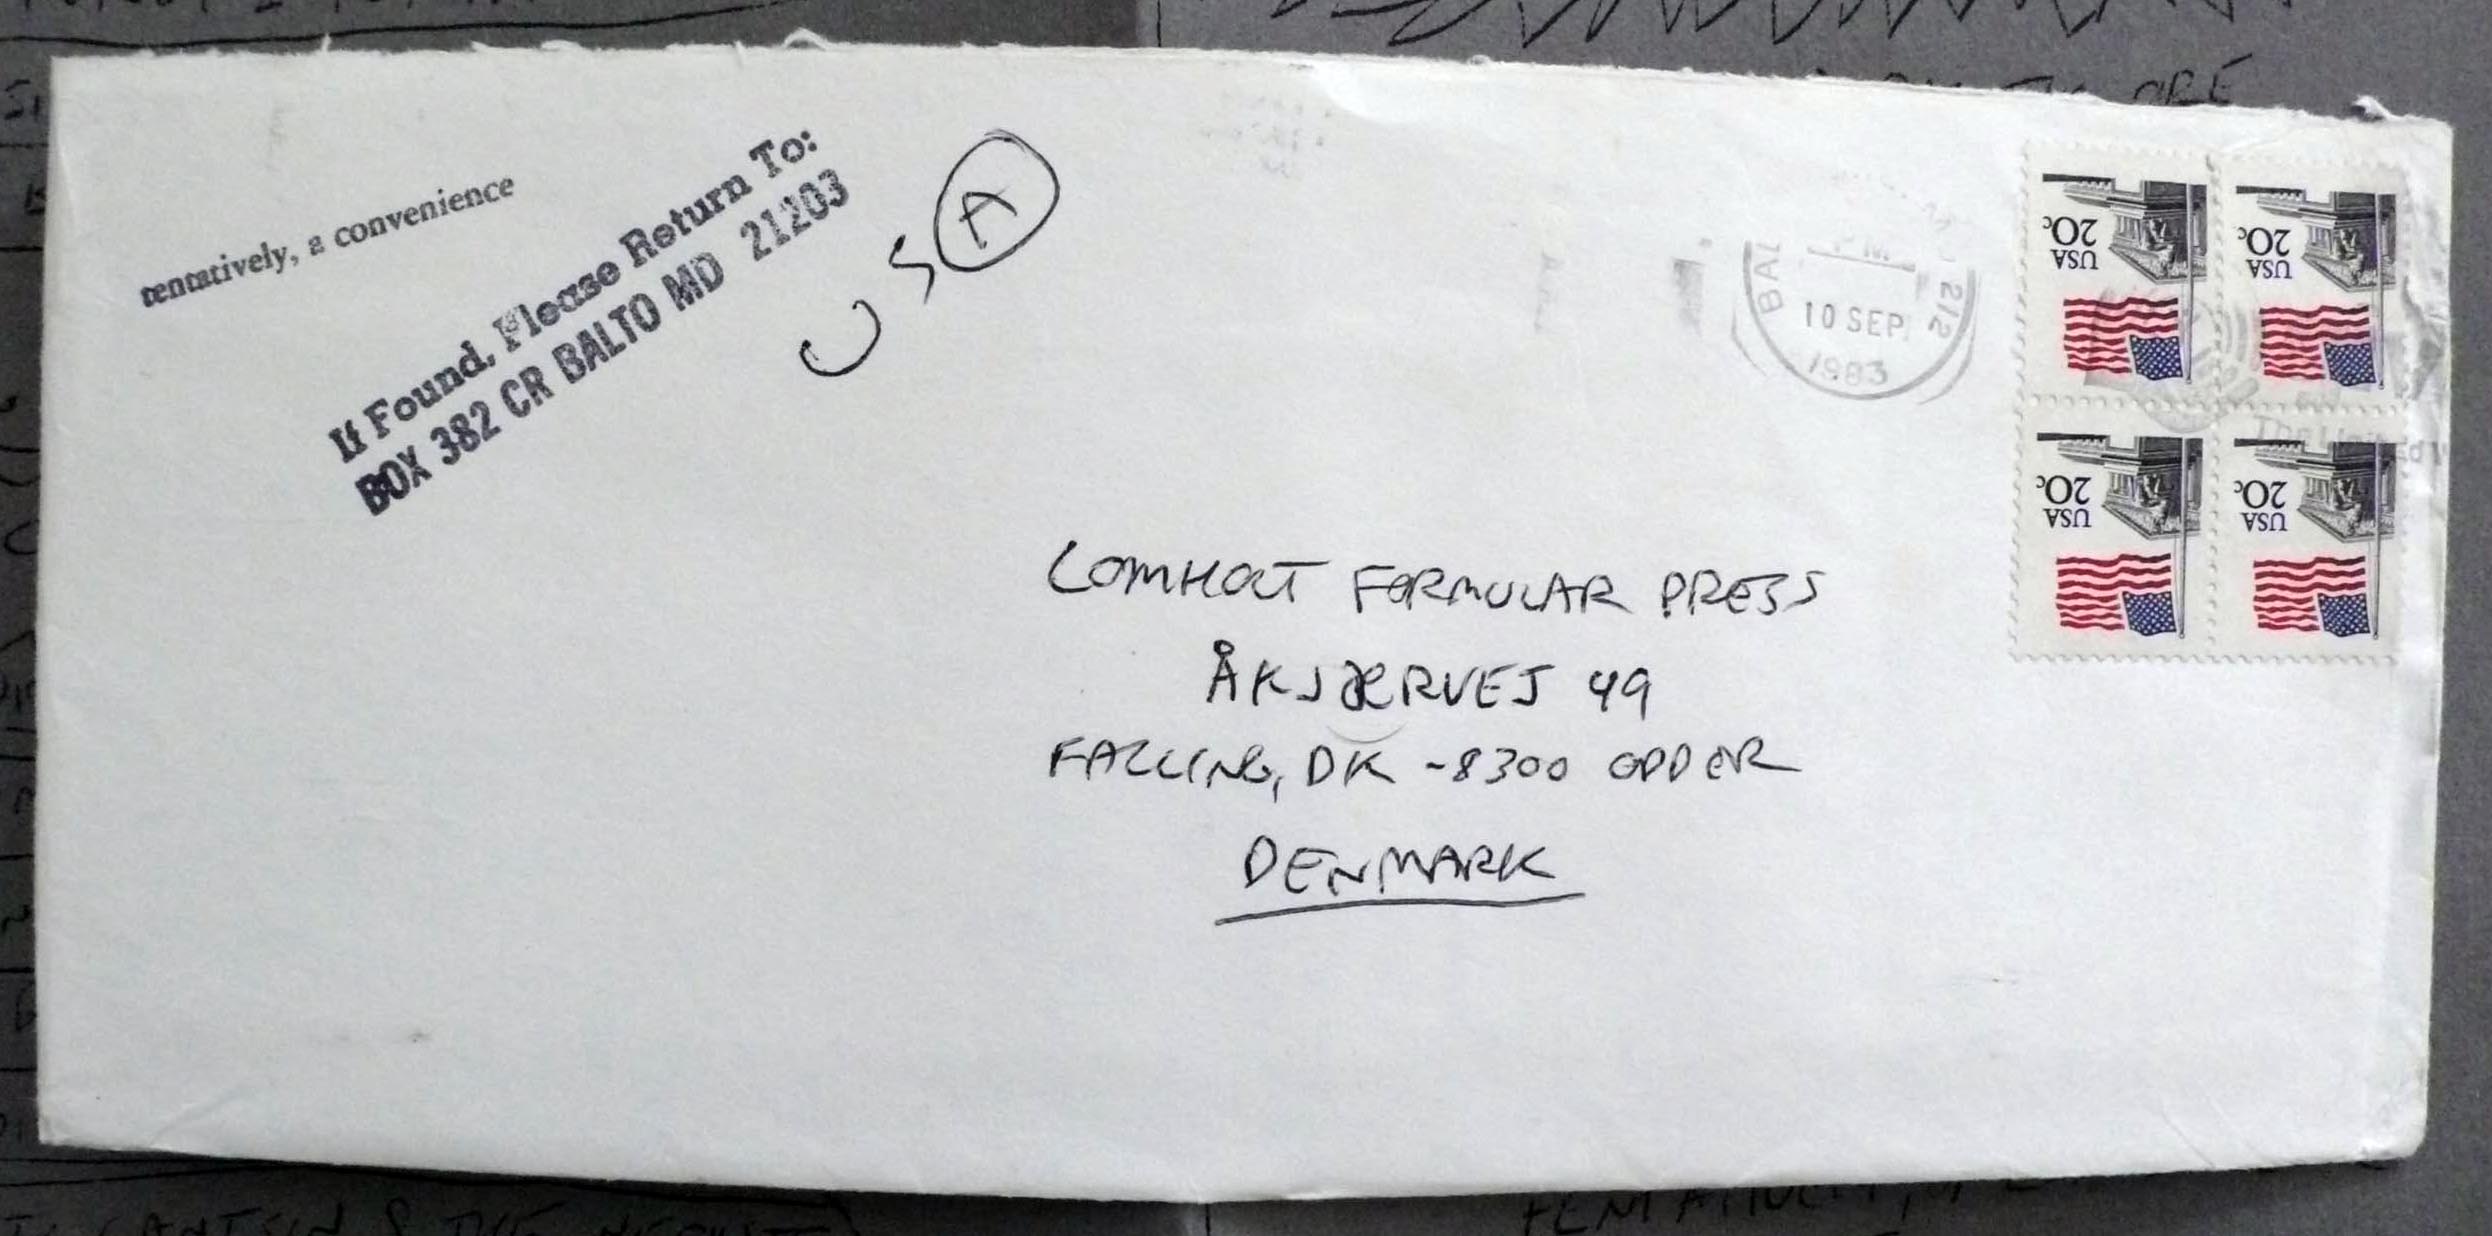 tentatively, a convenience
If Found, Please Return To:
BOX 382 CR BALTO MD 21203
USA
10 SEP
1983
212
USA
20c
USA
20c
USA
20c
USA
20c
LOMHOLT FORMULAR PRESS
ÅKJÆRVEJ 49
FALLING, DK -8300 ODDER
DENMARK